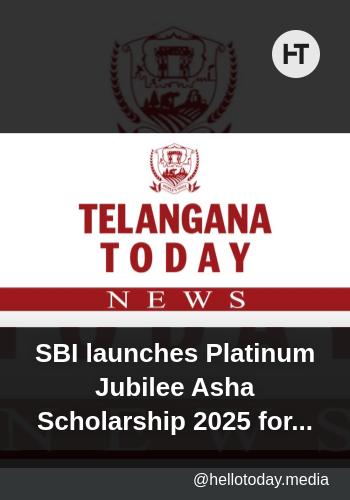 HT
TELANGANA
TODAY
NEWS
SBI launches Platinum
Jubilee Asha
Scholarship 2025 for...
@hellotoday.media